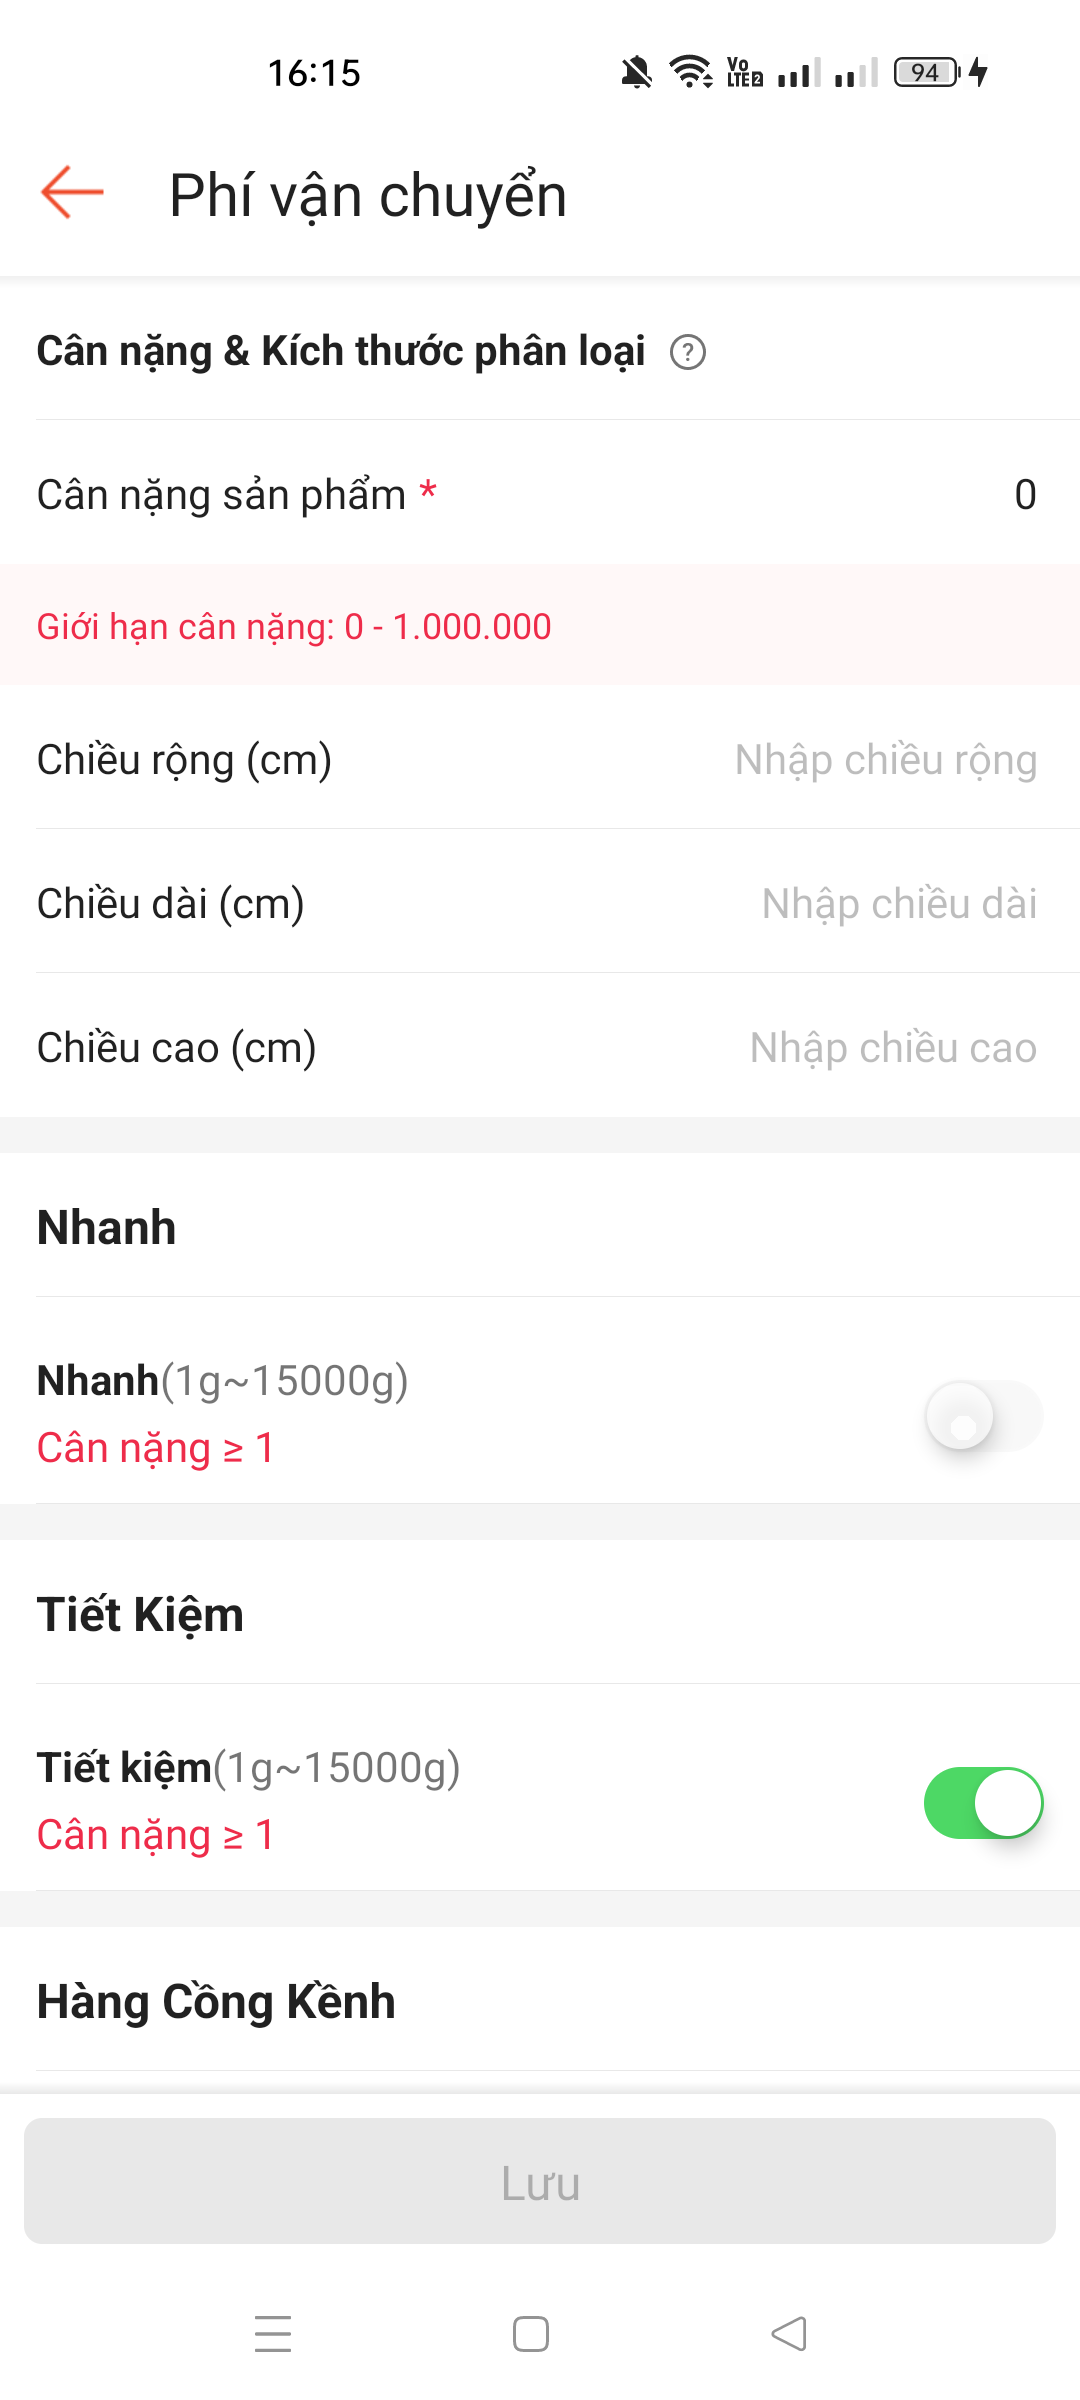 16:15
Vo
LTE 2
94
Phí vận chuyển
Cân nặng & Kích thước phân loại ?
Cân nặng sản phẩm * 0
Giới hạn cân nặng: 0 - 1.000.000
Chiều rộng (cm) Nhập chiều rộng
Chiều dài (cm) Nhập chiều dài
Chiều cao (cm) Nhập chiều cao
Nhanh
Nhanh(1g~15000g)
Cân nặng ≥ 1
Tiết Kiệm
Tiết kiệm(1g~15000g)
Cân nặng ≥ 1
Hàng Cồng Kềnh
Lưu